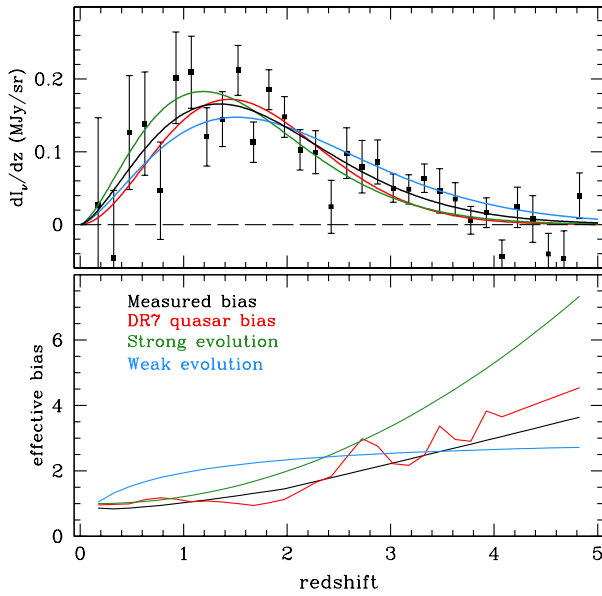 dIν/dz (MJy/sr)
0.2
0.1
0
effective bias
6
4
2
0
Measured bias
DR7 quasar bias
Strong evolution
Weak evolution
0 1 2 3 4 5
redshift